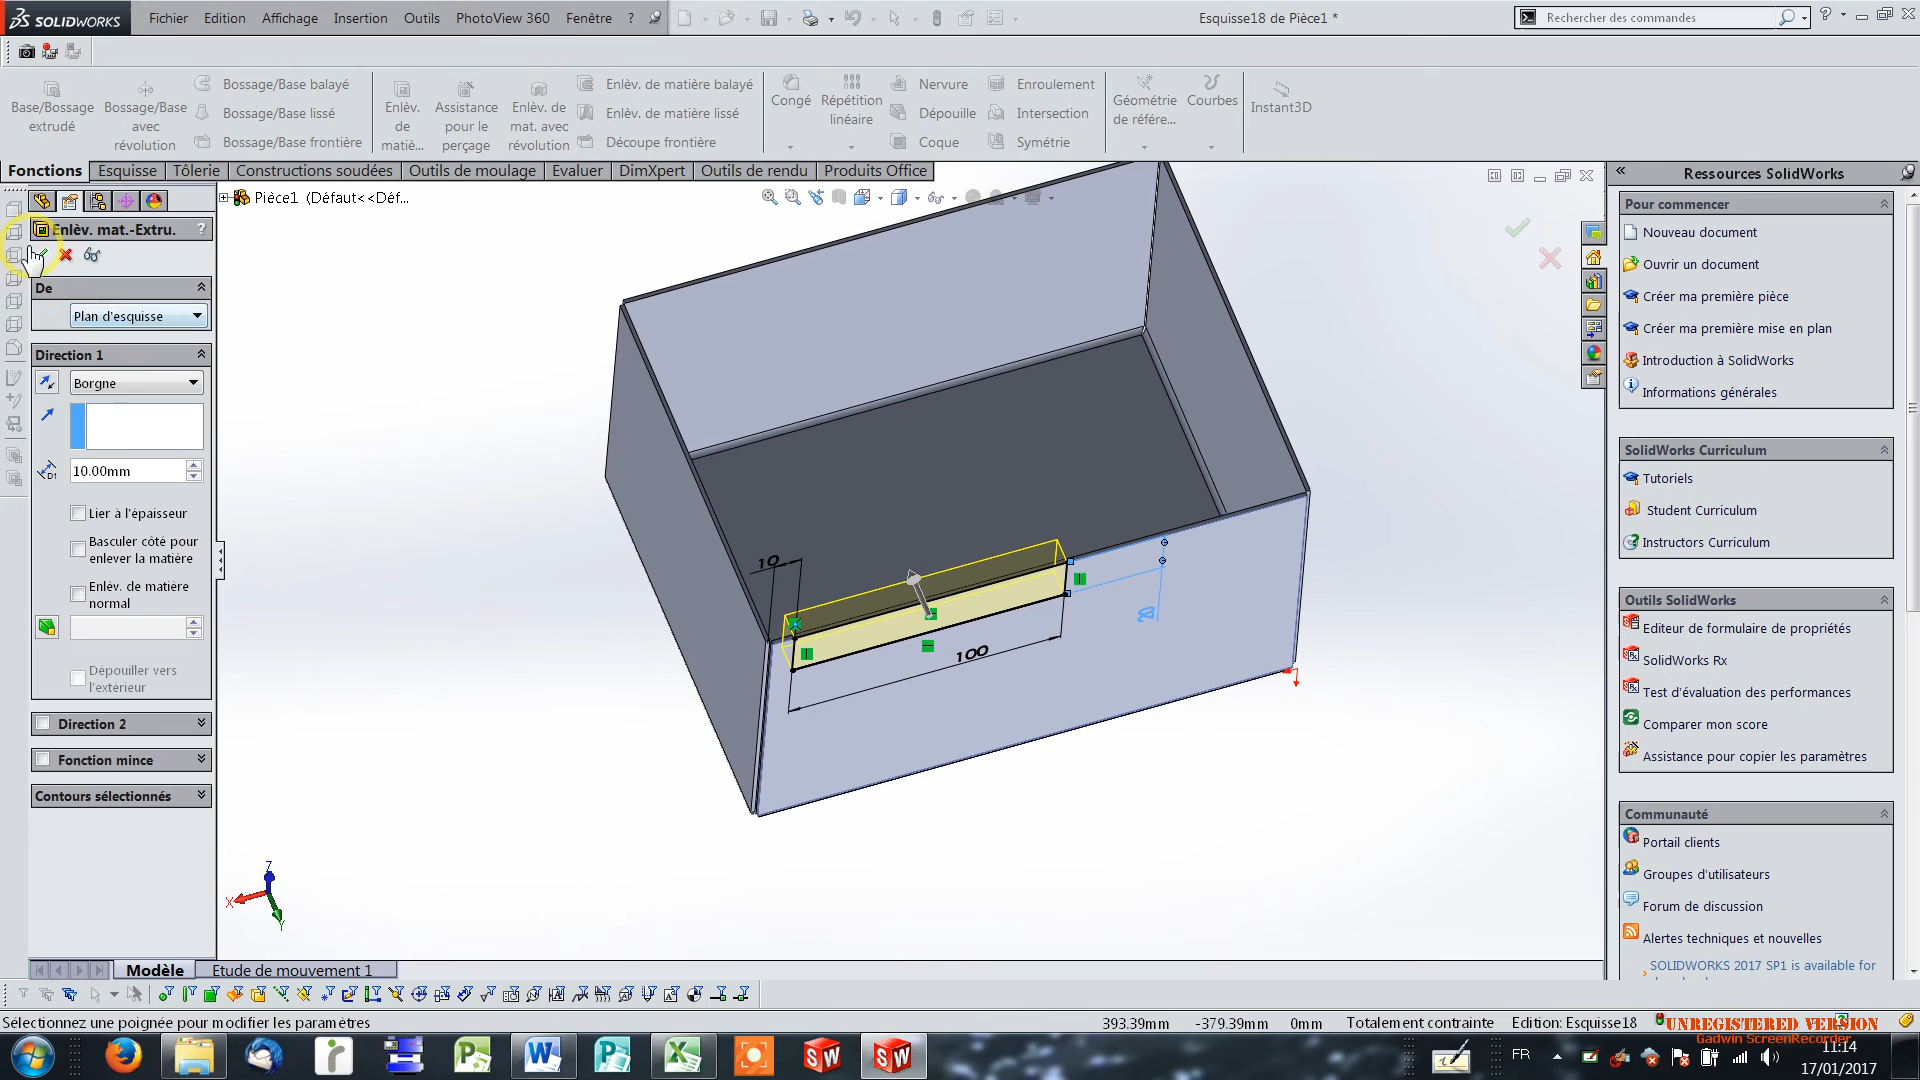 SOLIDWORKS Fichier Edition Affichage Insertion Outils PhotoView 360 Fenêtre ? Esquisse18 de Pièce1 * Rechercher des commandes ?
Base/Bossage extrudé
Bossage/Base avec révolution
Bossage/Base balayé
Bossage/Base lissé
Bossage/Base frontière
Enlèv. de matiè...
Assistance pour le perçage
Enlèv. de mat. avec révolution
Enlèv. de matière balayé
Enlèv. de matière lissé
Découpe frontière
Congé
Répétition linéaire
Nervure
Dépouille
Coque
Enroulement
Intersection
Symétrie
Géométrie de référe...
Courbes
Instant3D
Fonctions Esquisse Tôlerie Constructions soudées Outils de moulage Evaluer DimXpert Outils de rendu Produits Office
Pièce1 (Défaut<<Déf...
Enlèv. mat.-Extru. ?
De
Plan d'esquisse
Direction 1
Borgne
D1
10.00mm
Lier à l'épaisseur
Basculer côté pour
enlever la matière
Enlèv. de matière
normal
Dépouiller vers
l'extérieur
Direction 2
Fonction mince
Contours sélectionnés
10
100
10
Z
X
Y
Ressources SolidWorks
Pour commencer
Nouveau document
Ouvrir un document
Créer ma première pièce
Créer ma première mise en plan
Introduction à SolidWorks
Informations générales
SolidWorks Curriculum
Tutoriels
Student Curriculum
Instructors Curriculum
Outils SolidWorks
Editeur de formulaire de propriétés
SolidWorks Rx
Test d'évaluation des performances
Comparer mon score
Assistance pour copier les paramètres
Communauté
Portail clients
Groupes d'utilisateurs
Forum de discussion
Alertes techniques et nouvelles
SOLIDWORKS 2017 SP1 is available for
Modèle Etude de mouvement 1
Sélectionnez une poignée pour modifier les paramètres 393.39mm -379.39mm 0mm Totalement contrainte Edition: Esquisse18
UNREGISTERED VERSION
Gadwin ScreenRecorder
FR
11:14
17/01/2017